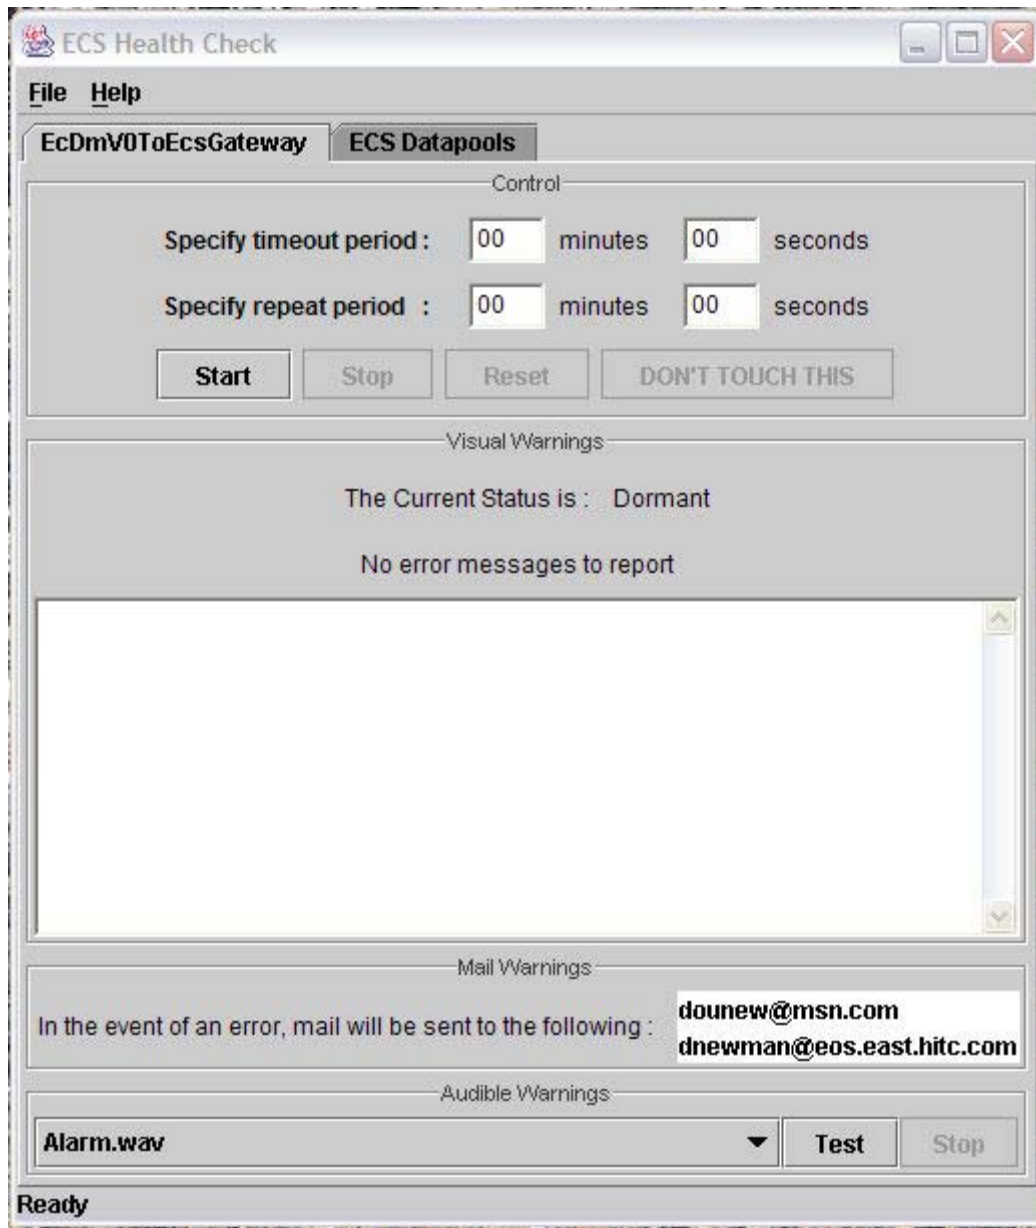 ECS Health Check
File Help
EcDmV0ToEcsGateway ECS Datapools
Control
Specify timeout period : 00 minutes 00 seconds
Specify repeat period : 00 minutes 00 seconds
Start Stop Reset DON'T TOUCH THIS
Visual Warnings
The Current Status is : Dormant
No error messages to report
Mail Warnings
In the event of an error, mail will be sent to the following :
dounew@msn.com
dnewman@eos.east.hitc.com
Audible Warnings
Alarm.wav Test Stop
Ready